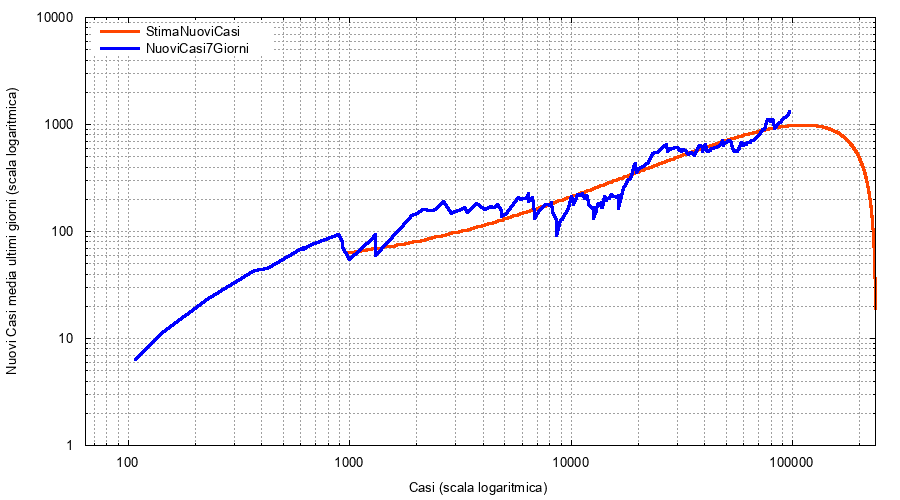 10000
1000
100
10
1
StimaNuoviCasi
NuoviCasi7Giorni
Nuovi Casi media ultimi giorni (scala logaritmica)
100
1000
10000
100000
Casi (scala logaritmica)